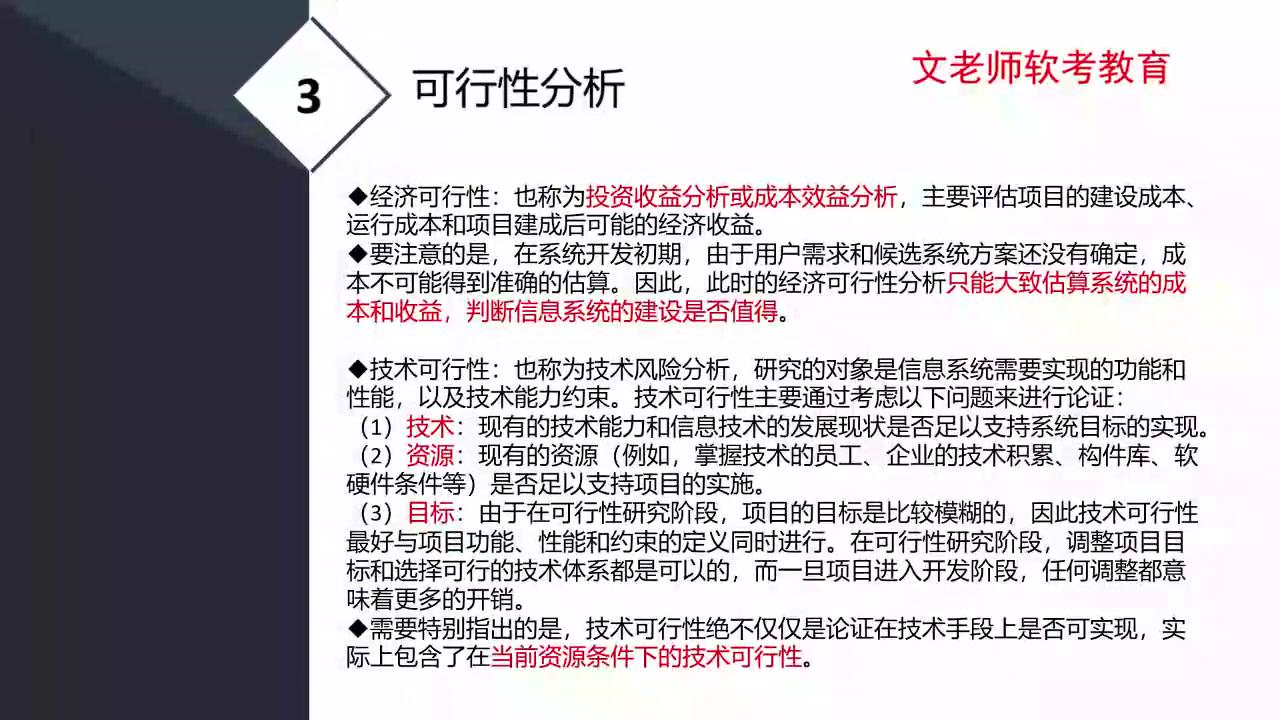 3
可行性分析
文老师软考教育
◆经济可行性：也称为投资收益分析或成本效益分析，主要评估项目的建设成本、
运行成本和项目建成后可能的经济收益。
◆要注意的是，在系统开发初期，由于用户需求和候选系统方案还没有确定，成
本不可能得到准确的估算。因此，此时的经济可行性分析只能大致估算系统的成
本和收益，判断信息系统的建设是否值得。
◆技术可行性：也称为技术风险分析，研究的对象是信息系统需要实现的功能和
性能，以及技术能力约束。技术可行性主要通过考虑以下问题来进行论证：
（1）技术：现有的技术能力和信息技术的发展现状是否足以支持系统目标的实现。
（2）资源：现有的资源（例如，掌握技术的员工、企业的技术积累、构件库、软
硬件条件等）是否足以支持项目的实施。
（3）目标：由于在可行性研究阶段，项目的目标是比较模糊的，因此技术可行性
最好与项目功能、性能和约束的定义同时进行。在可行性研究阶段，调整项目目
标和选择可行的技术体系都是可以的，而一旦项目进入开发阶段，任何调整都意
味着更多的开销。
◆需要特别指出的是，技术可行性绝不仅仅是论证在技术手段上是否可实现，实
际上包含了在当前资源条件下的技术可行性。